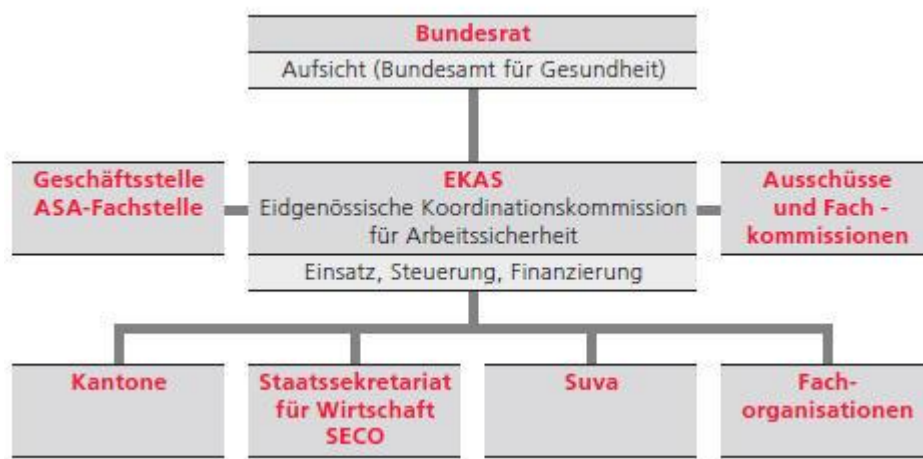 Bundesrat
Aufsicht (Bundesamt für Gesundheit)
Geschäftsstelle
ASA-Fachstelle
EKAS
Eidgenössische Koordinationskommission
für Arbeitssicherheit
Einsatz, Steuerung, Finanzierung
Ausschüsse
und Fach -
kommissionen
Kantone
Staatssekretariat
für Wirtschaft
SECO
Suva
Fach-
organisationen